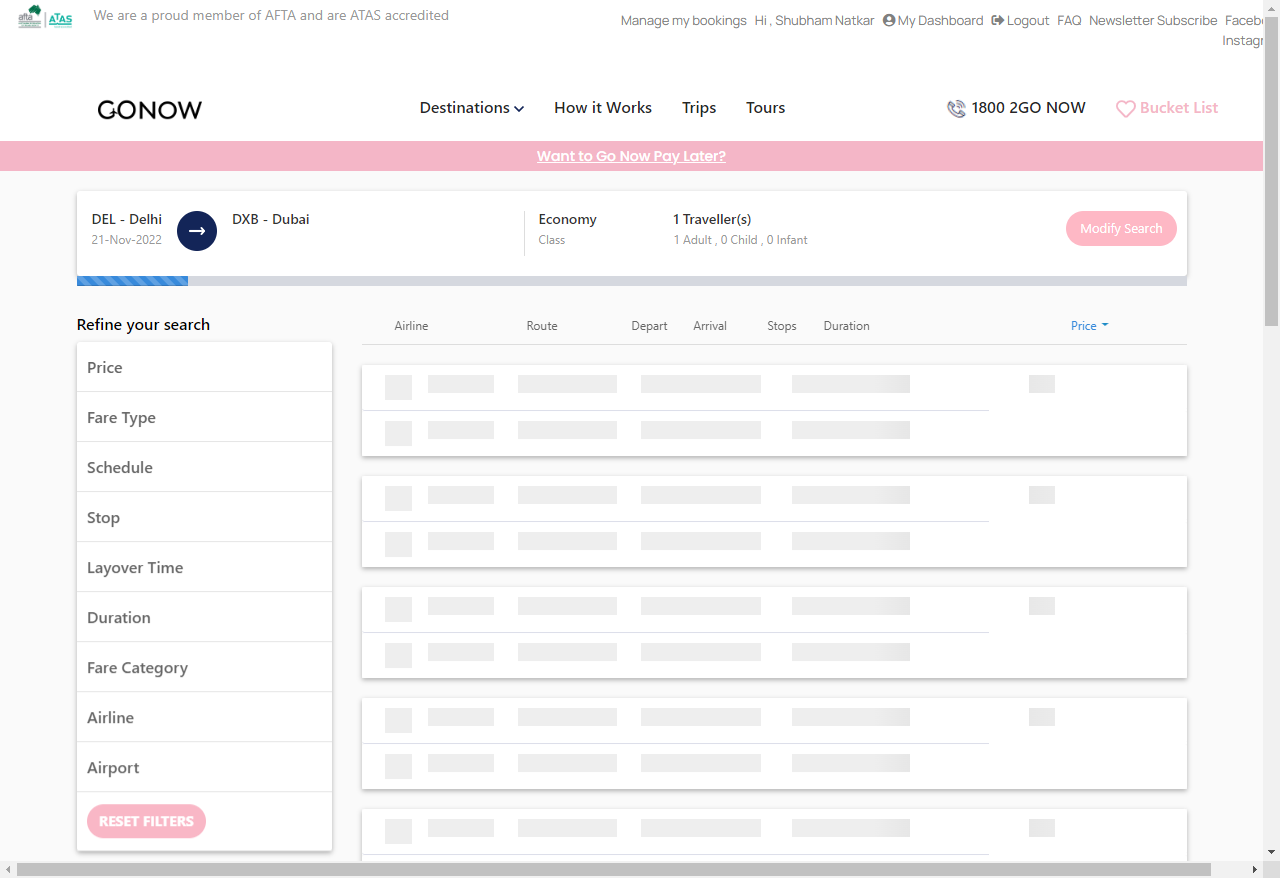 afta ATAS We are a proud member of AFTA and are ATAS accredited
Manage my bookings Hi , Shubham Natkar My Dashboard Logout FAQ Newsletter Subscribe
GONOW Destinations How it Works Trips Tours 1800 2GO NOW Bucket List
Want to Go Now Pay Later?
DEL - Delhi DXB - Dubai Economy 1 Traveller(s)
21-Nov-2022 Class 1 Adult , 0 Child , 0 Infant
Modify Search
Refine your search
Airline Route Depart Arrival Stops Duration Price
Price
Fare Type
Schedule
Stop
Layover Time
Duration
Fare Category
Airline
Airport
RESET FILTERS